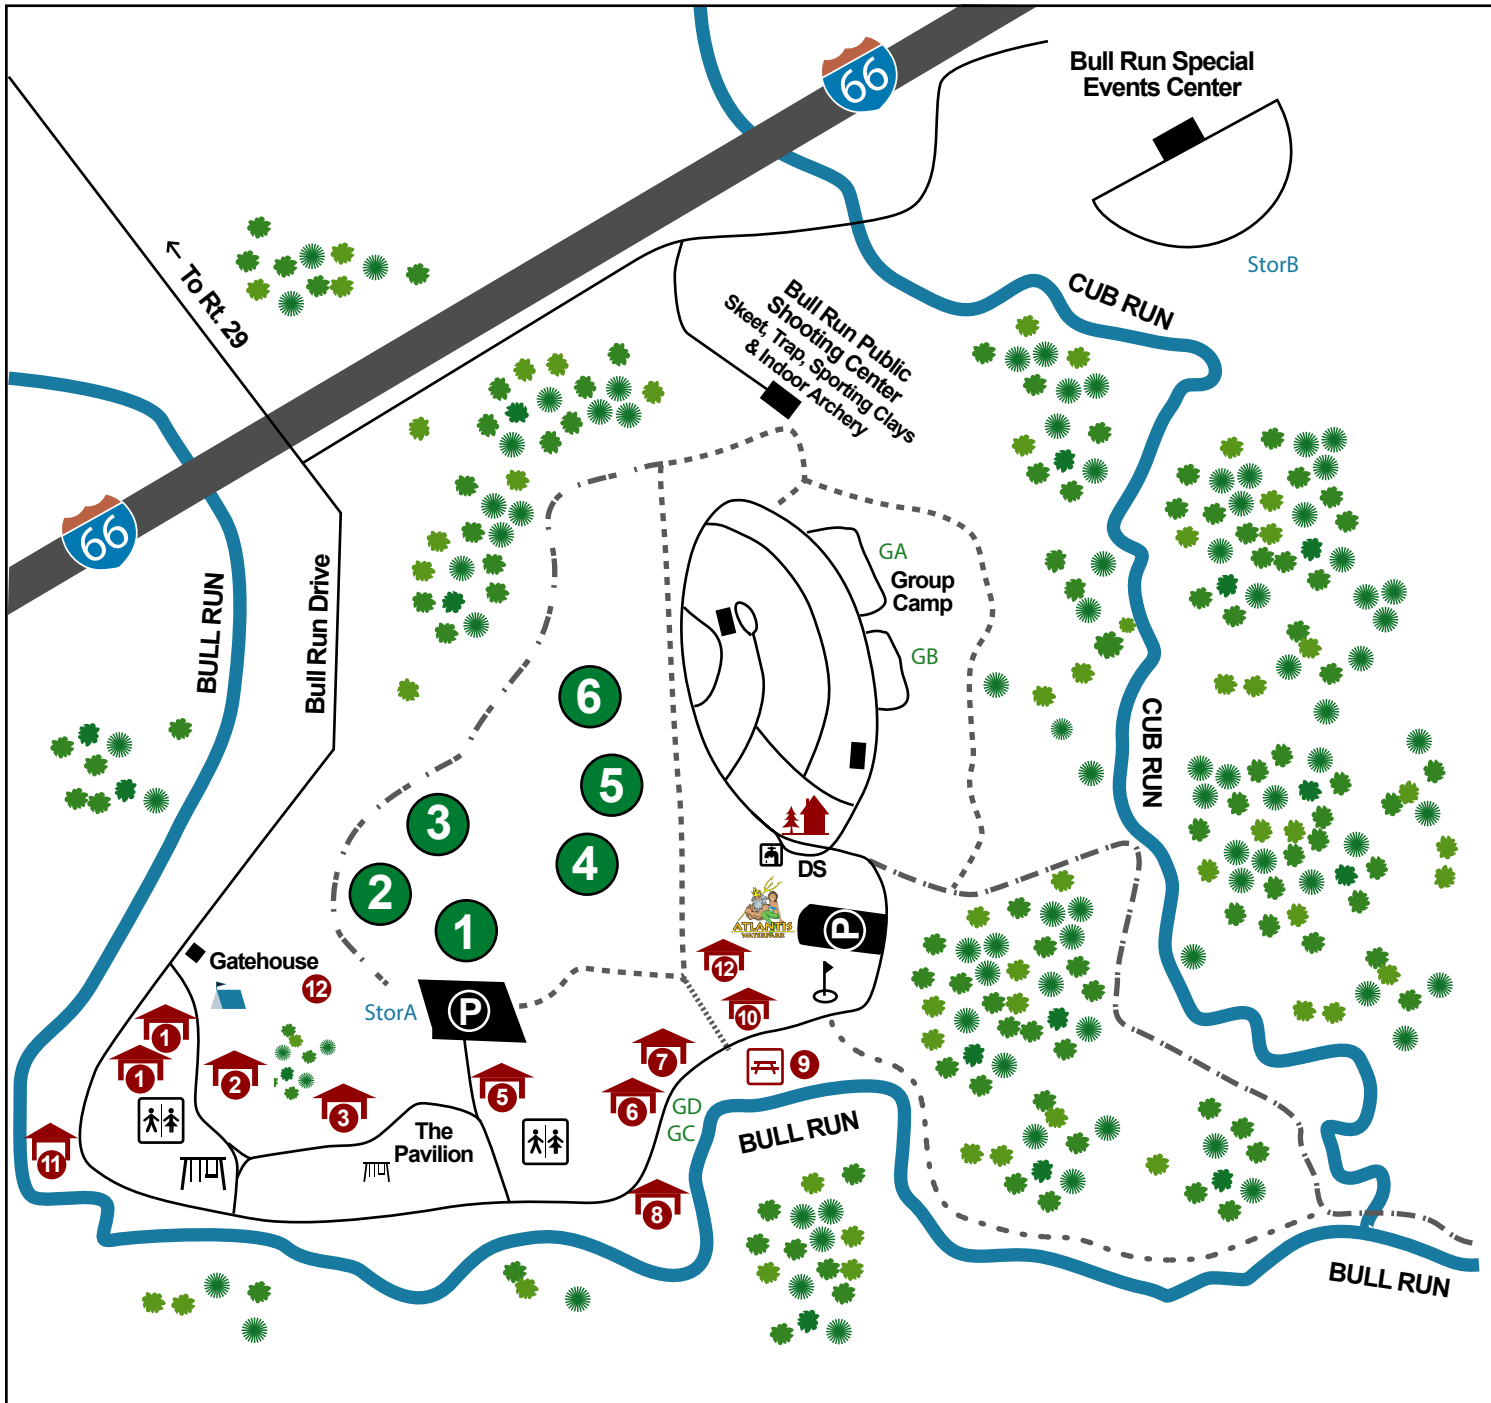 66
Bull Run Special
Events Center
StorB
← To Rt. 29
CUB RUN
Bull Run Public
Shooting Center
Skeet, Trap, Sporting Clays
& Indoor Archery
66
BULL RUN
Bull Run Drive
GA
Group
Camp
GB
CUB RUN
6
5
3
4
2
1
DS
ATLANTIS
WATERPARK
P
Gatehouse
12
StorA
P
12
10
1
1
2
3
5
7
6
9
GD
GC
The
Pavilion
11
8
BULL RUN
BULL RUN